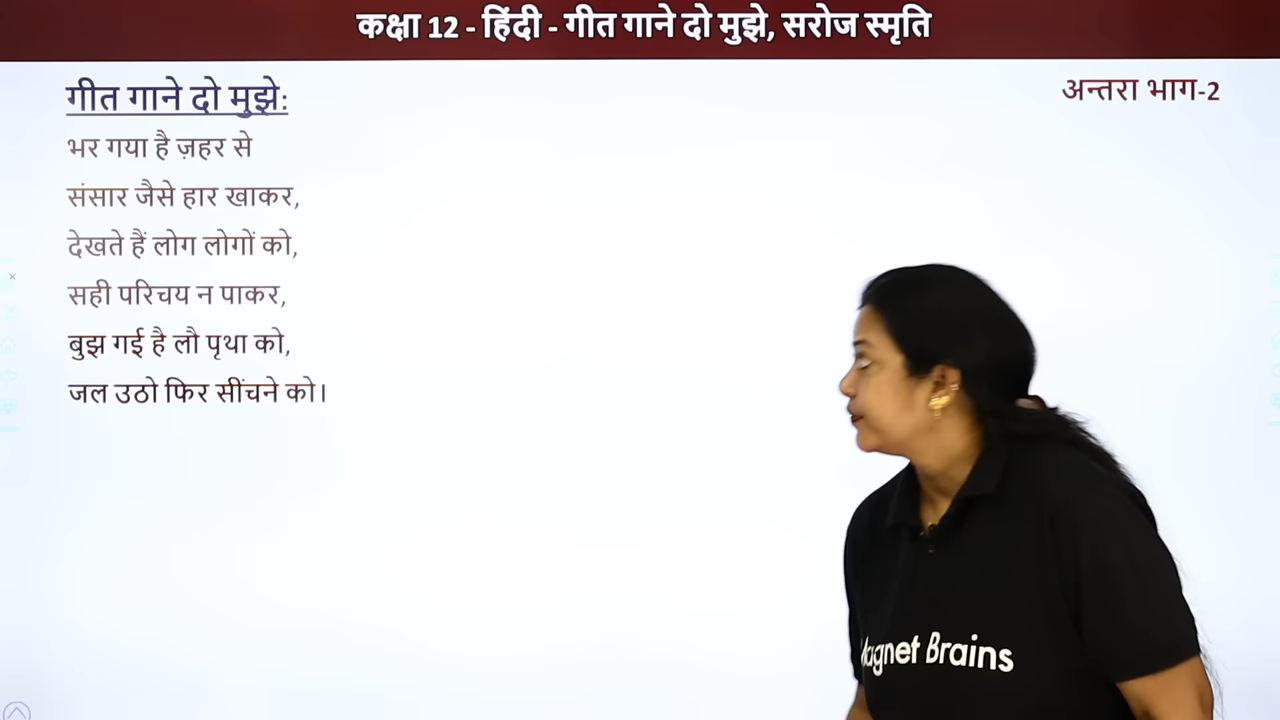 कक्षा 12 - हिंदी - गीत गाने दो मुझे, सरोज स्मृति
गीत गाने दो मुझे:
अन्तरा भाग-2
भर गया है ज़हर से
संसार जैसे हार खाकर,
देखते हैं लोग लोगों को,
सही परिचय न पाकर,
बुझ गई है लौ पृथा को,
जल उठो फिर सींचने को।
agnet Brains